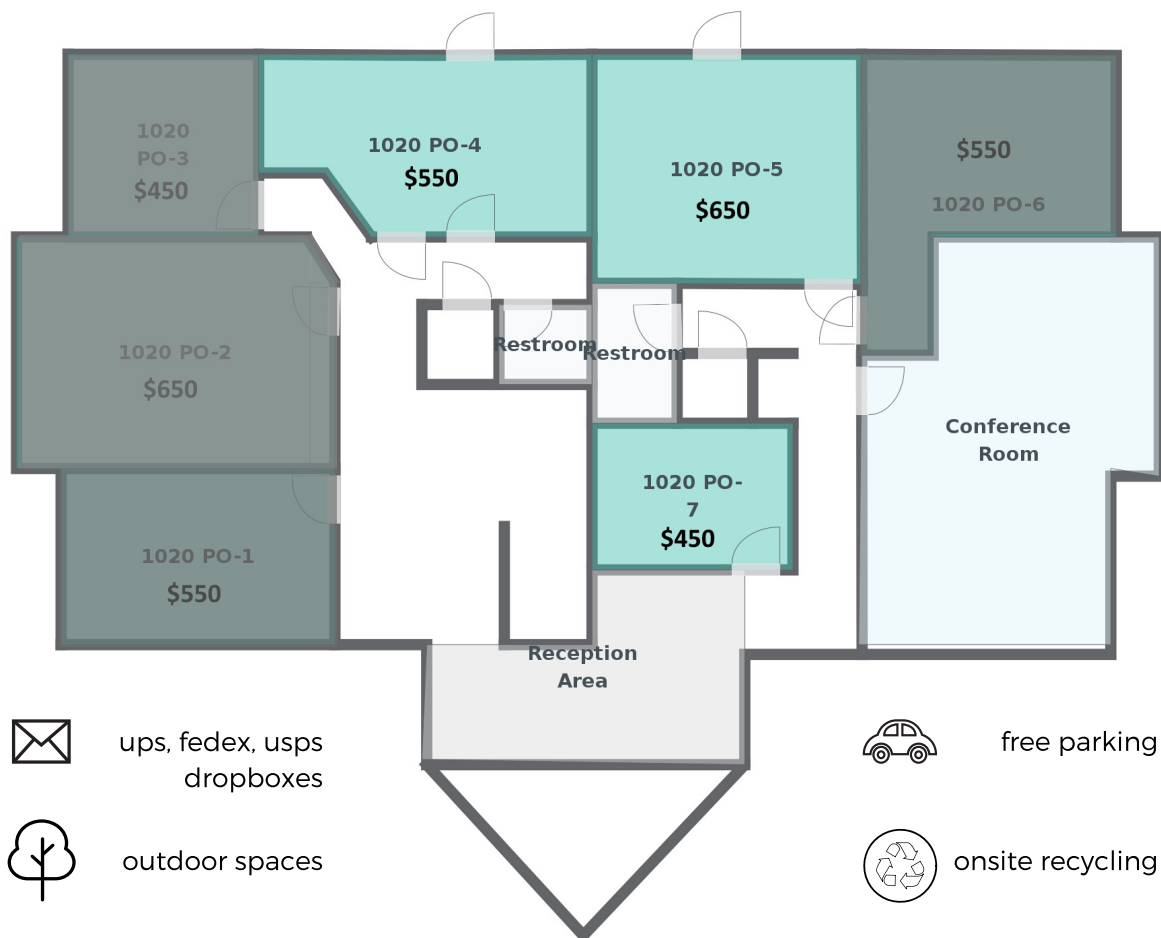 1020
PO-3
$450
1020 PO-4
$550
1020 PO-5
$650
$550
1020 PO-6
1020 PO-2
$650
Restroom
Restroom
Conference
Room
1020 PO-
7
$450
1020 PO-1
$550
Reception
Area
ups, fedex, usps
dropboxes
free parking
outdoor spaces
onsite recycling